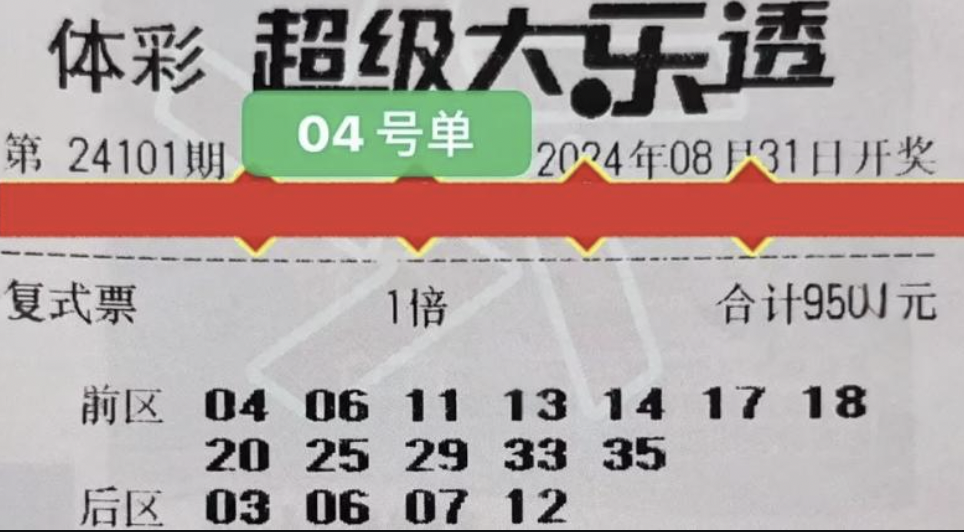 体彩 超级大乐透
04号单
第 24101期 2024年08月31日开奖
复式票 1倍 合计9504元
前区 04 06 11 13 14 17 18
20 25 29 33 35
后区 03 06 07 12